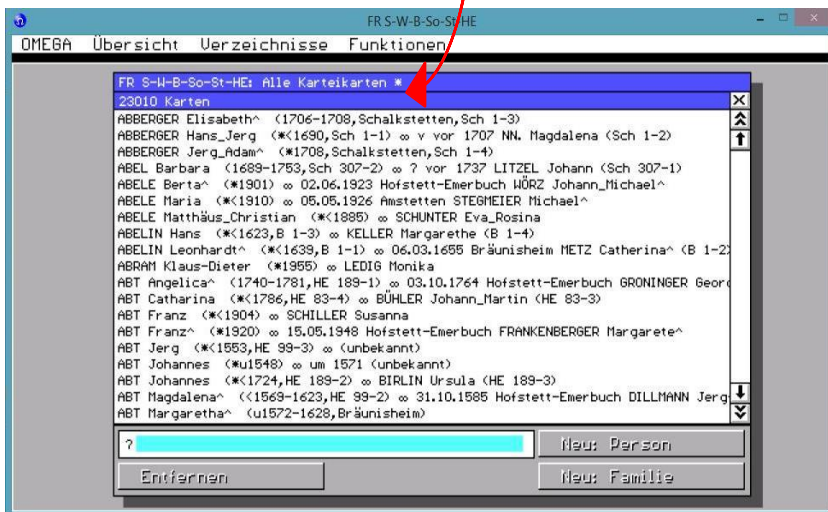 FR S-W-B-So-St-HE
OMEGA Übersicht Verzeichnisse Funktionen
FR S-W-B-So-St-HE: Alle Karteikarten *
23010 Karten
ABBERGER Elisabeth^ (1706-1708,Schalkstetten,Sch 1-3)
ABBERGER Hans_Jerg (*<1690,Sch 1-1) ∞ v vor 1707 NN. Magdalena (Sch 1-2)
ABBERGER Jerg_Adam^ (*1708,Schalkstetten,Sch 1-4)
ABEL Barbara (1689-1753,Sch 307-2) ∞ ? vor 1737 LITZEL Johann (Sch 307-1)
ABELE Berta^ (*1901) ∞ 02.06.1923 Hofstett-Emerbuch WÖRZ Johann_Michael^
ABELE Maria (*<1910) ∞ 05.05.1926 Amstetten STEGMEIER Michael^
ABELE Matthäus_Christian (*<1885) ∞ SCHUNTER Eva_Rosina
ABELIN Hans (*<1623,B 1-3) ∞ KELLER Margarethe (B 1-4)
ABELIN Leonhardt^ (*<1639,B 1-1) ∞ 06.03.1655 Bräunisheim METZ Catherina^ (B 1-2)
ABRAM Klaus-Dieter (*1955) ∞ LEDIG Monika
ABT Angelica^ (1740-1781,HE 189-1) ∞ 03.10.1764 Hofstett-Emerbuch GRONINGER Georg
ABT Catharina (*<1786,HE 83-4) ∞ BÜHLER Johann_Martin (HE 83-3)
ABT Franz (*<1904) ∞ SCHILLER Susanna
ABT Franz^ (*1920) ∞ 15.05.1948 Hofstett-Emerbuch FRANKENBERGER Margarete^
ABT Jerg (*<1553,HE 99-3) ∞ (unbekannt)
ABT Johannes (*u1548) ∞ um 1571 (unbekannt)
ABT Johannes (*<1724,HE 189-2) ∞ BIRLIN Ursula (HE 189-3)
ABT Magdalena^ (<1569-1623,HE 99-2) ∞ 31.10.1585 Hofstett-Emerbuch DILLMANN Jerg
ABT Margaretha^ (u1572-1628,Bräunisheim)
? Neu: Person
Entfernen Neu: Familie